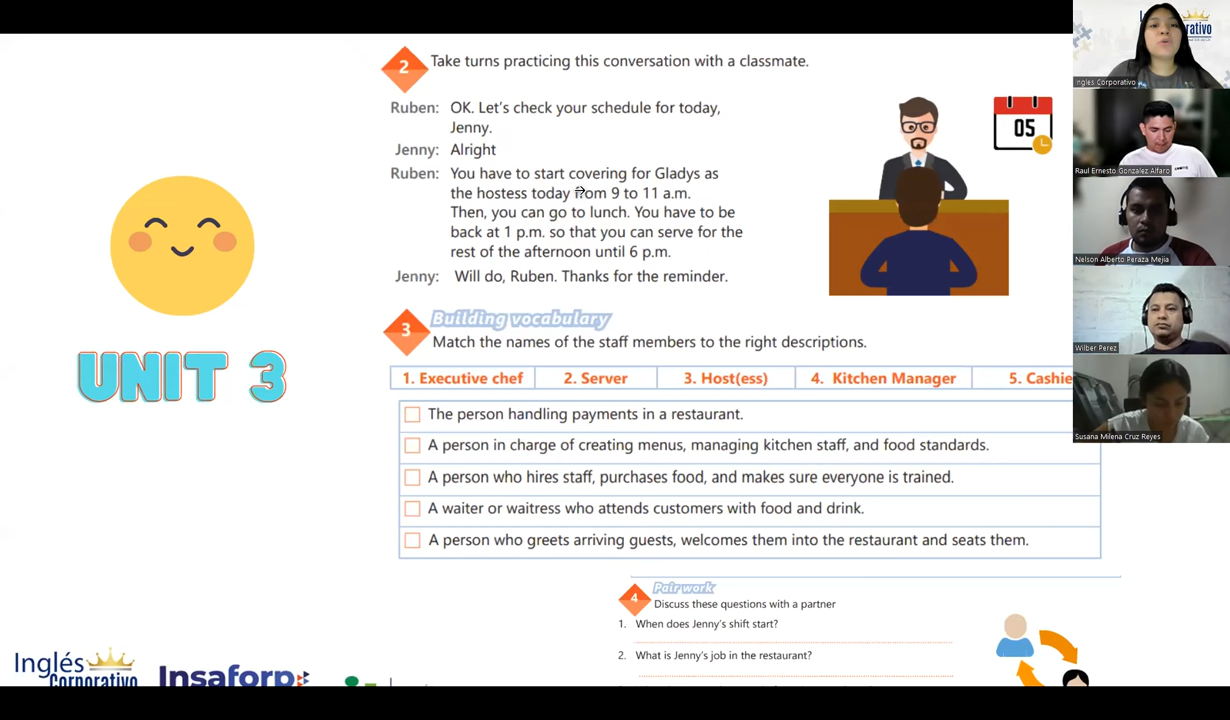 2
Take turns practicing this conversation with a classmate.
Ruben: OK. Let's check your schedule for today,
Jenny.
Jenny: Alright
Ruben: You have to start covering for Gladys as
the hostess today from 9 to 11 a.m.
Then, you can go to lunch. You have to be
back at 1 p.m. so that you can serve for the
rest of the afternoon until 6 p.m.
Jenny: Will do, Ruben. Thanks for the reminder.
05
UNIT 3
3
Building vocabulary
Match the names of the staff members to the right descriptions.
1. Executive chef 2. Server 3. Host(ess) 4. Kitchen Manager 5. Cashie
The person handling payments in a restaurant.
A person in charge of creating menus, managing kitchen staff, and food standards.
A person who hires staff, purchases food, and makes sure everyone is trained.
A waiter or waitress who attends customers with food and drink.
A person who greets arriving guests, welcomes them into the restaurant and seats them.
4
Pair work
Discuss these questions with a partner
1. When does Jenny's shift start?
2. What is Jenny's job in the restaurant?
Inglés
Corporativo
Insaforp
Inglés Corporativo
Raul Ernesto Gonzalez Alfaro
Nelson Alberto Peraza Mejia
Wilber Perez
Susana Milena Cruz Reyes